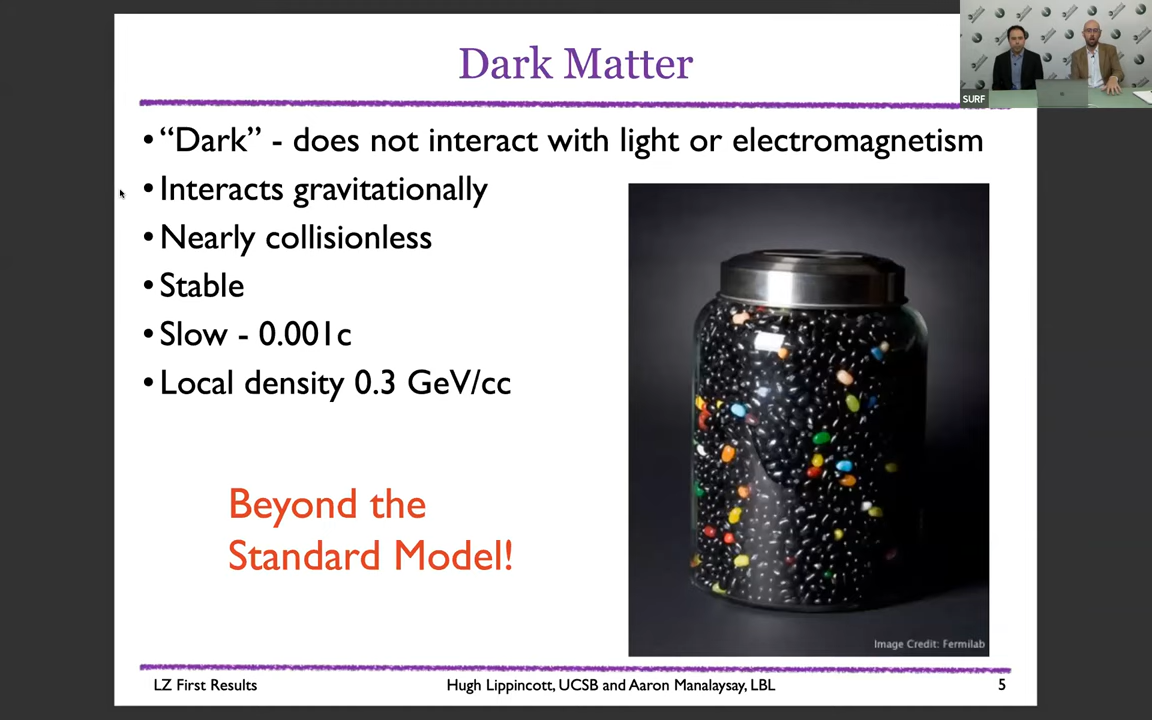 Dark Matter
SURF
• “Dark” - does not interact with light or electromagnetism
• Interacts gravitationally
• Nearly collisionless
• Stable
• Slow - 0.001c
• Local density 0.3 GeV/cc
Beyond the
Standard Model!
Image Credit: Fermilab
LZ First Results
Hugh Lippincott, UCSB and Aaron Manalaysay, LBL
5